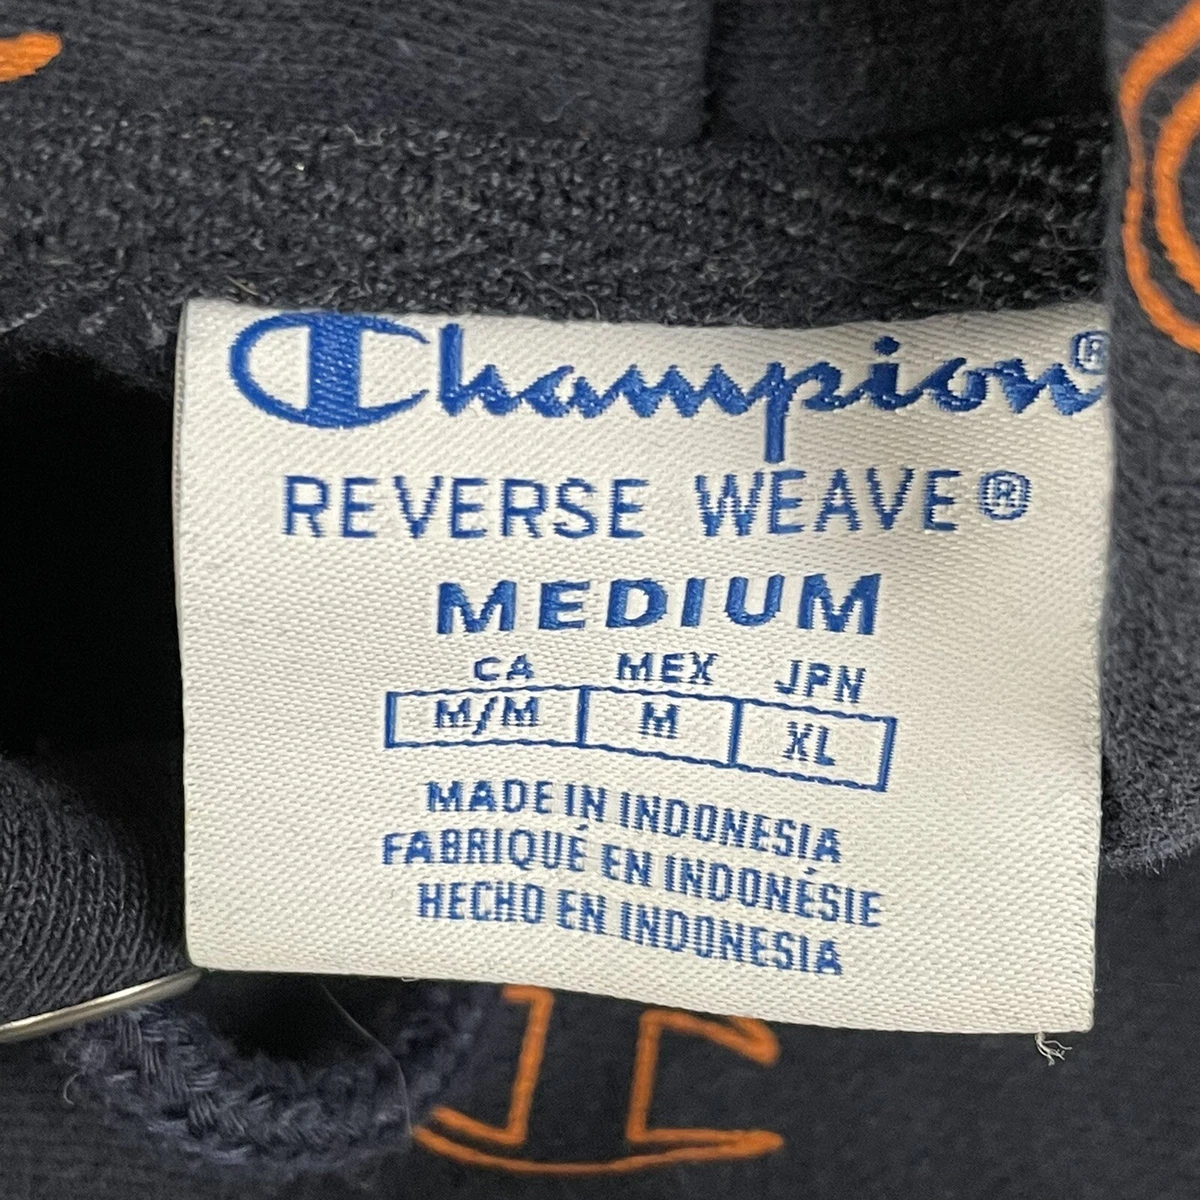 Champion®
REVERSE WEAVE®
MEDIUM
CA MEX JPN
M/M M XL
MADE IN INDONESIA
FABRIQUÉ EN INDONÉSIE
HECHO EN INDONESIA